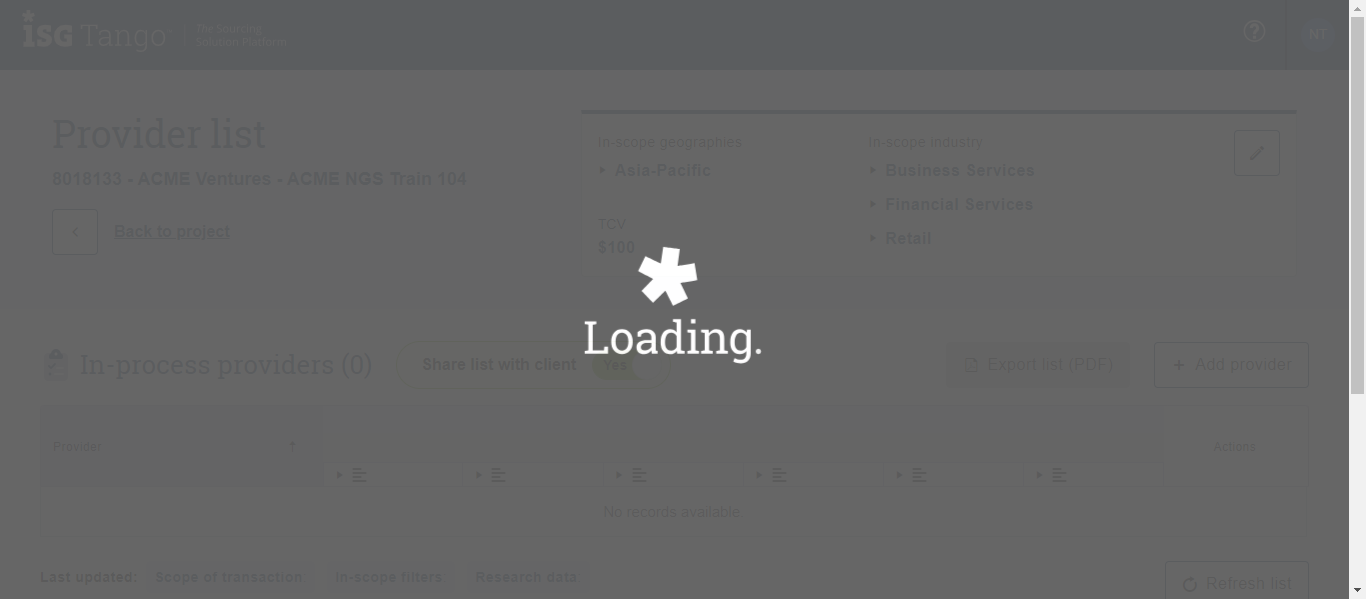 isg Tango
The Sourcing
Solution Platform
NT
Provider list
8018133 - ACME Ventures - ACME NGS Train 104
Back to project
In-scope geographies
Asia-Pacific
TCV
$100
In-scope industry
Business Services
Financial Services
Retail
Loading.
In-process providers (0)
Share list with client
Yes
Export list (PDF)
+ Add provider
Provider
Actions
No records available
Last updated:
Scope of transaction
In-scope filters
Research data
Refresh list